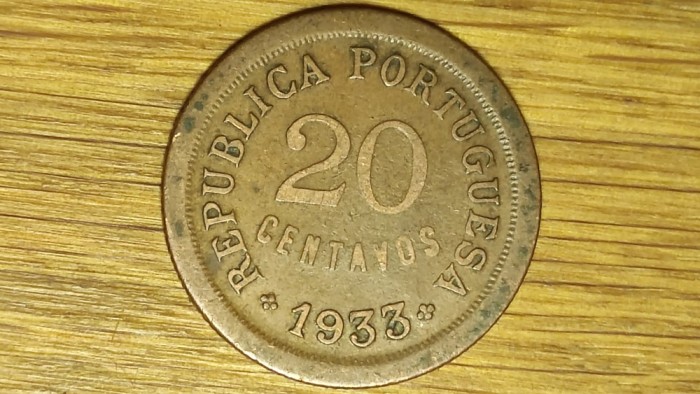 REPUBLICA PORTUGUESA
20
CENTAVOS
1933